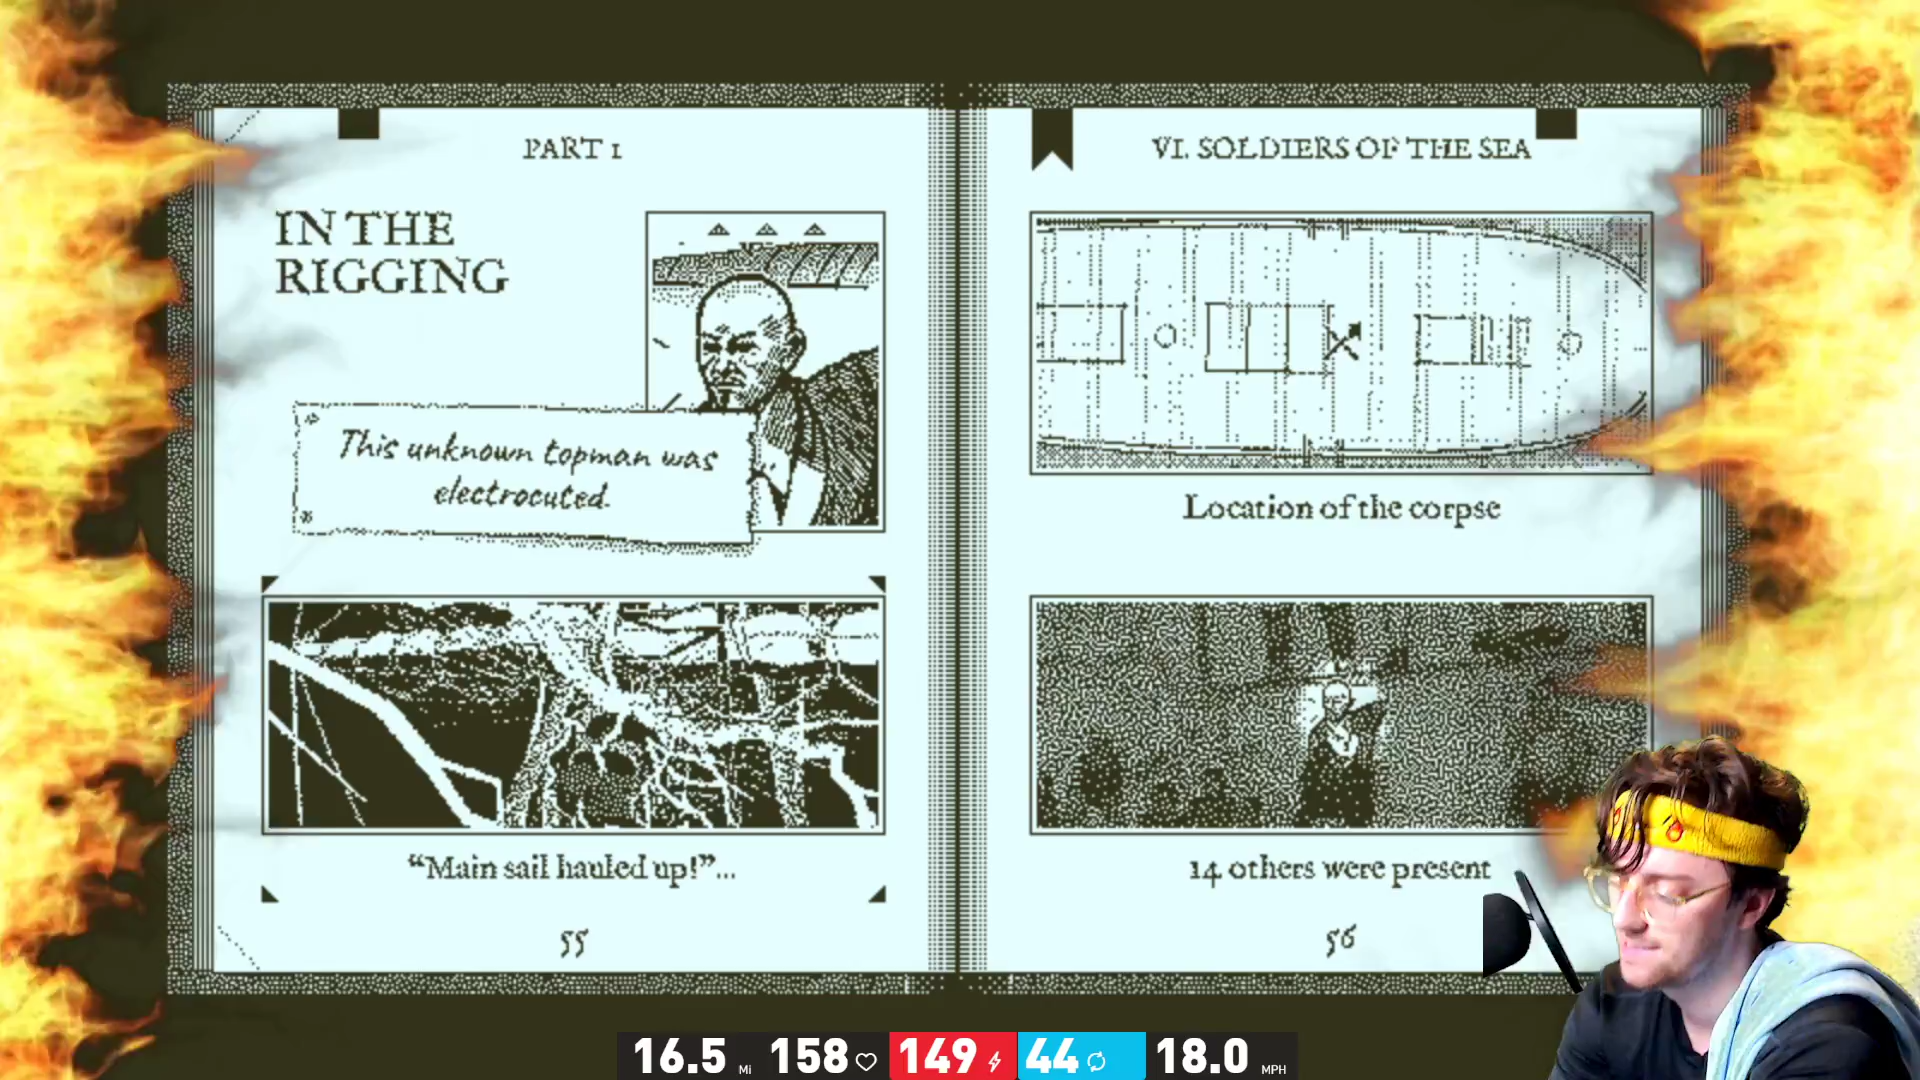 PART 1
IN THE
RIGGING
This unknown topman was
electrocuted.
"Main sail hauled up!"...
55
VI. SOLDIERS OF THE SEA
Location of the corpse
14 others were present
56
16.5 Mi 158 149 44 18.0 MPH